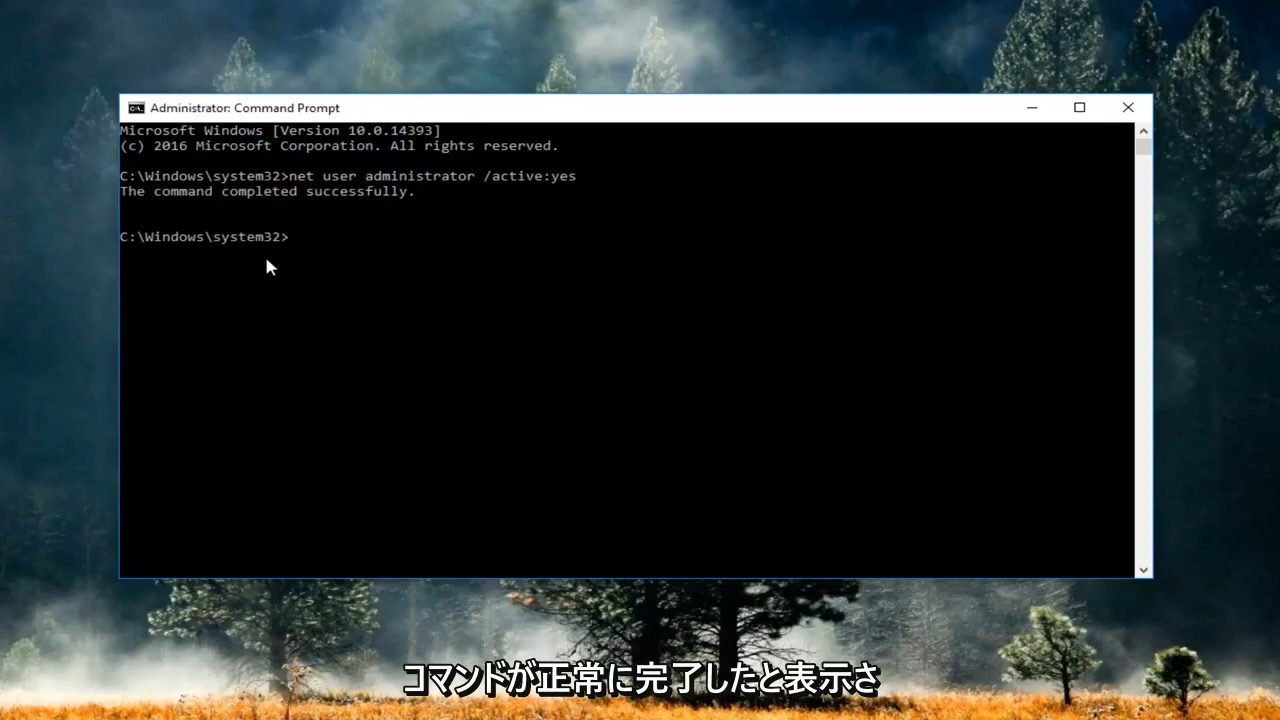 Administrator: Command Prompt
Microsoft Windows [Version 10.0.14393]
(c) 2016 Microsoft Corporation. All rights reserved.
C:\Windows\system32>net user administrator /active:yes
The command completed successfully.
C:\Windows\system32>
コマンドが正常に完了したと表示さ